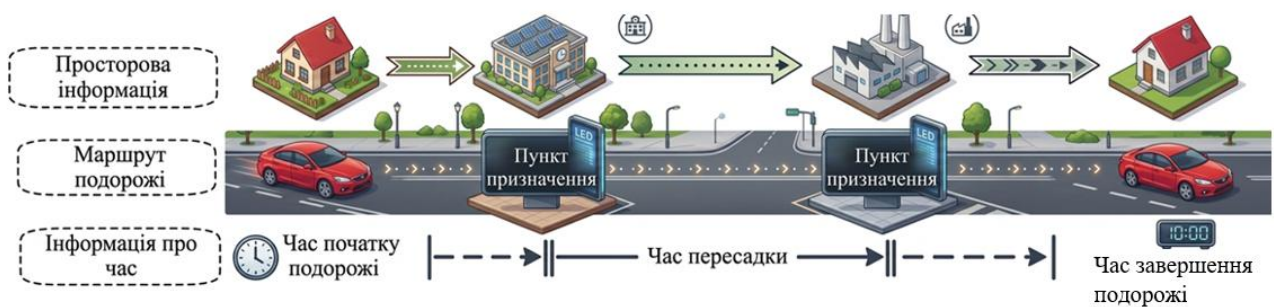 Просторова
інформація
Маршрут
подорожі
LED
Пункт
призначення
LED
Пункт
призначення
Інформація про
час
Час початку
подорожі
Час пересадки
10:00
Час завершення
подорожі